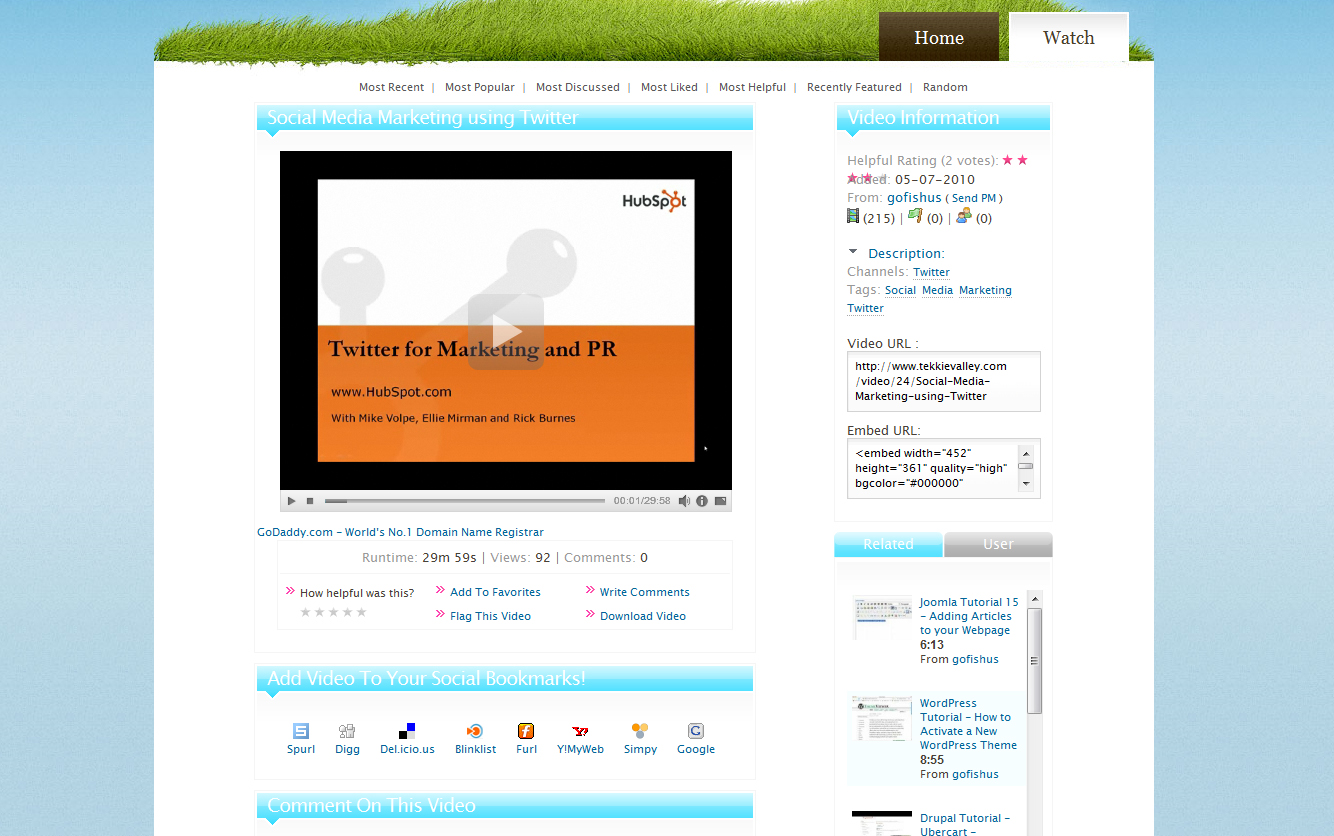 Home
Watch
Most Recent | Most Popular | Most Discussed | Most Liked | Most Helpful | Recently Featured | Random
Social Media Marketing using Twitter
HubSpot
Twitter for Marketing and PR
www.HubSpot.com
With Mike Volpe, Ellie Mirman and Rick Burnes
00:01/29:58
GoDaddy.com – World's No.1 Domain Name Registrar
Runtime: 29m 59s | Views: 92 | Comments: 0
How helpful was this?
Add To Favorites
Write Comments
Flag This Video
Download Video
Add Video To Your Social Bookmarks!
Spurl
Digg
Del.icio.us
Blinklist
Furl
Y!MyWeb
Simpy
Google
Comment On This Video
Video Information
Helpful Rating (2 votes):
Added: 05-07-2010
From: gofishus ( Send PM )
(215) | (0) | (0)
Description:
Channels: Twitter
Tags: Social Media Marketing
Twitter
Video URL :
http://www.tekkievalley.com
/video/24/Social-Media-
Marketing-using-Twitter
Embed URL:
<embed width="452"
height="361" quality="high"
bgcolor="#000000"
Related
User
Joomla Tutorial 15
– Adding Articles
to your Webpage
6:13
From gofishus
WordPress
Tutorial – How to
Activate a New
WordPress Theme
8:55
From gofishus
Drupal Tutorial –
Ubercart –